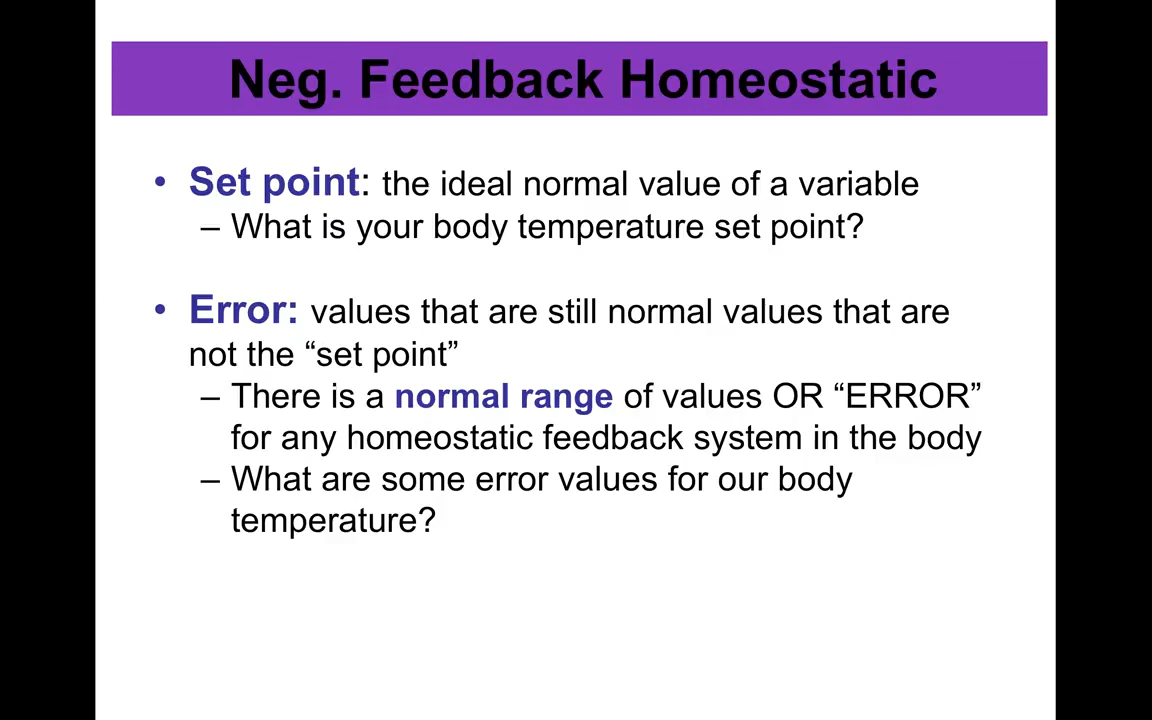 Neg. Feedback Homeostatic
• Set point: the ideal normal value of a variable
– What is your body temperature set point?
• Error: values that are still normal values that are
not the “set point”
– There is a normal range of values OR “ERROR”
for any homeostatic feedback system in the body
– What are some error values for our body
temperature?